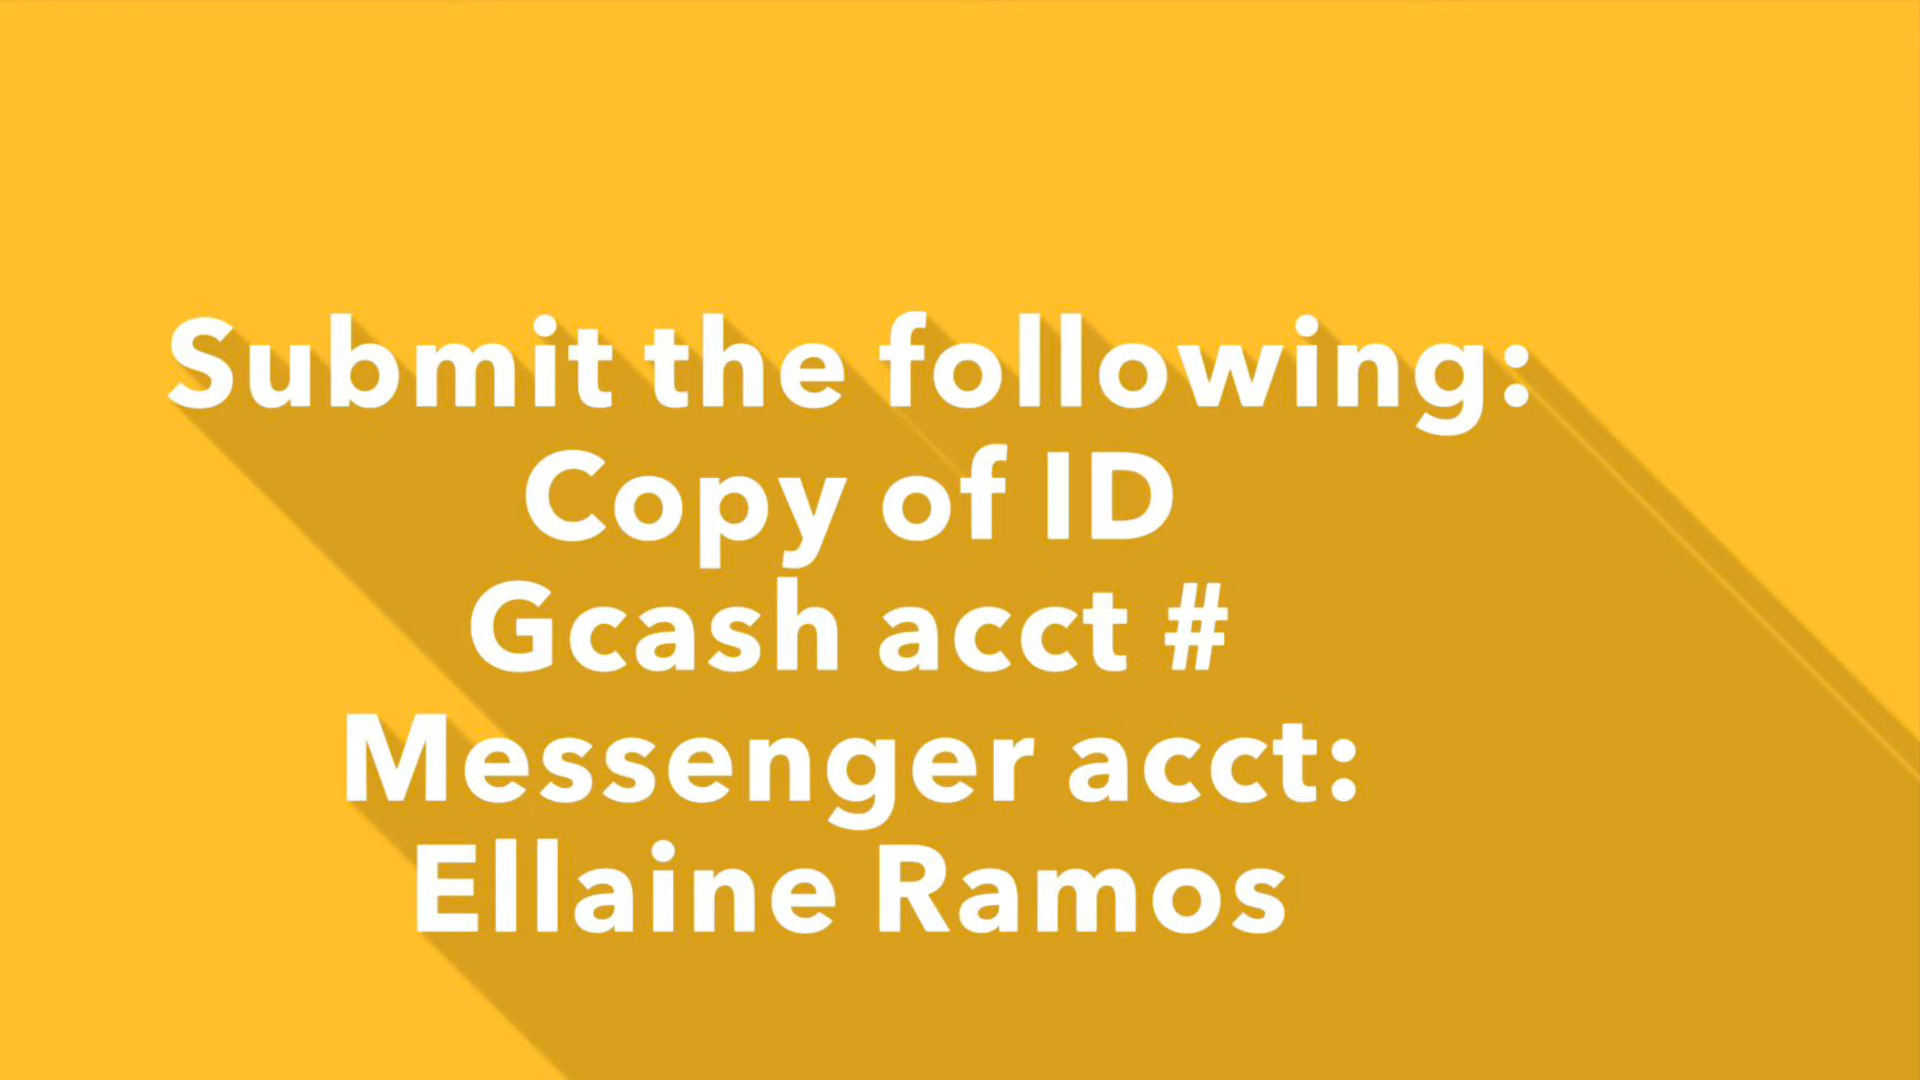 Submit the following:
Copy of ID
Gcash acct #
Messenger acct:
Ellaine Ramos